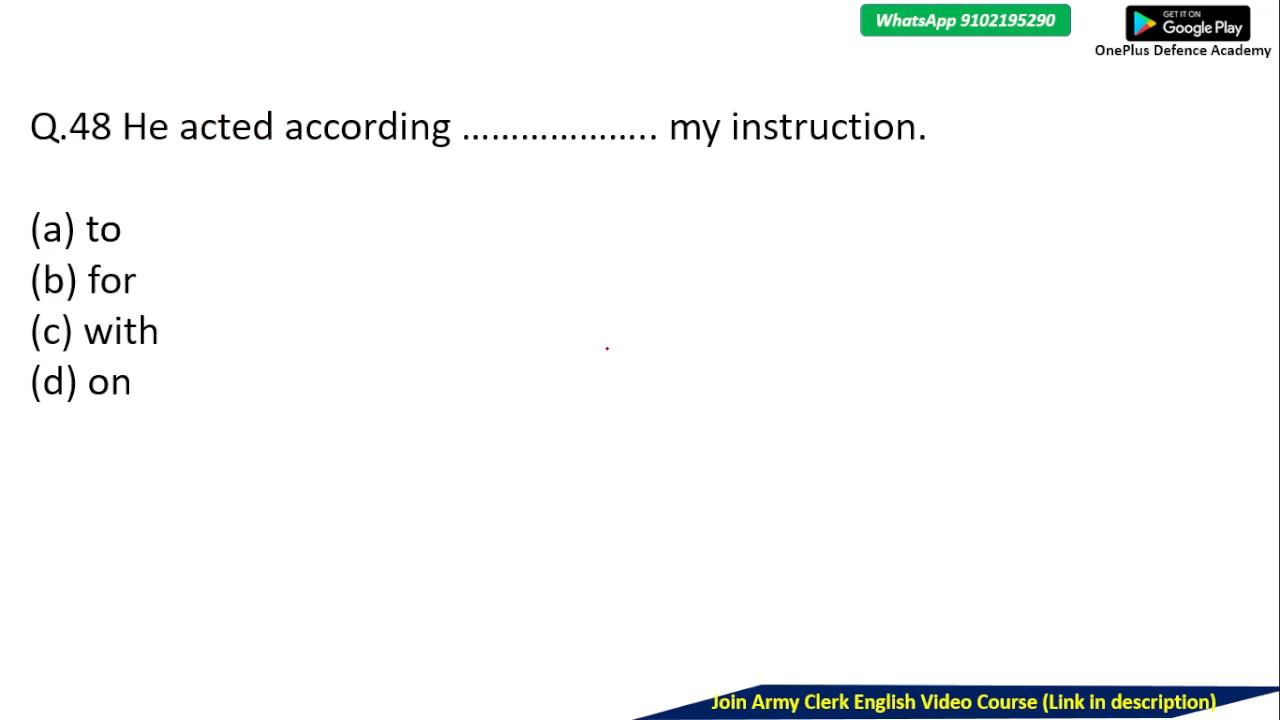 WhatsApp 9102195290
GET IT ON
Google Play
OnePlus Defence Academy
Q.48 He acted according ……………….. my instruction.
(a) to
(b) for
(c) with
(d) on
Join Army Clerk English Video Course (Link in description)